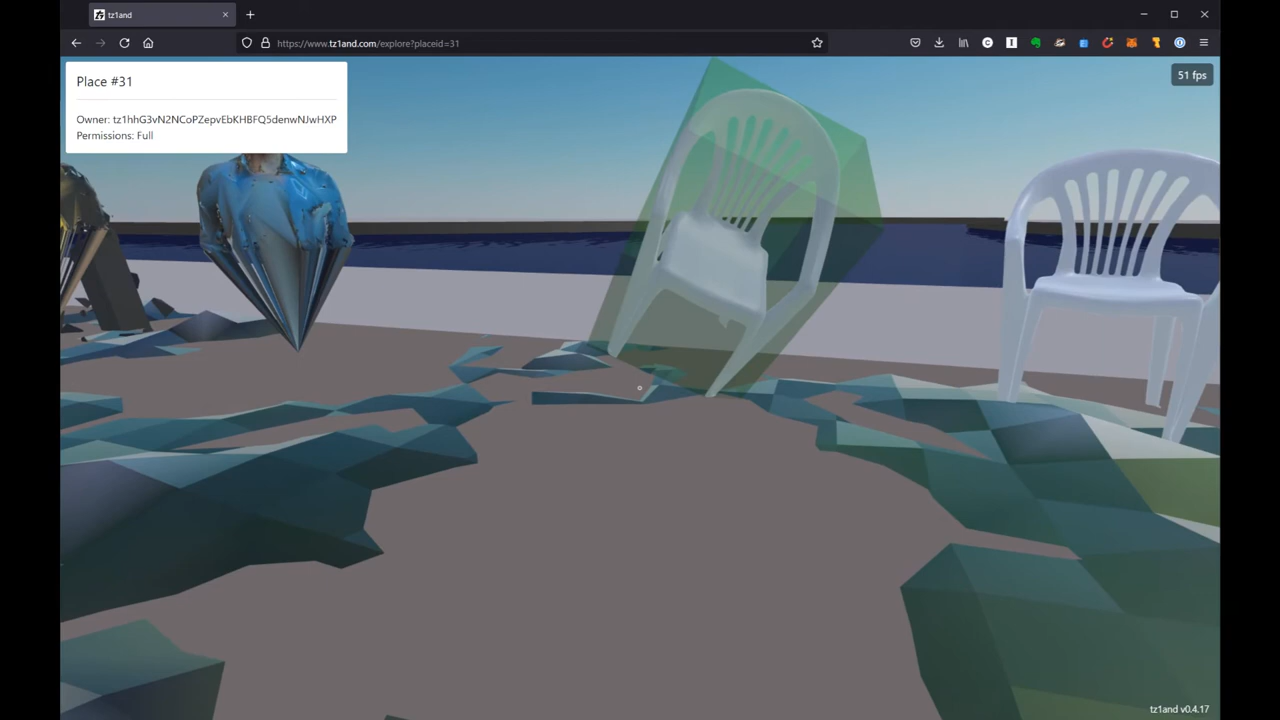 tz1and
https://www.tz1and.com/explore?placeid=31
Place #31
51 fps
Owner: tz1hhG3vN2NCoPZepvEbKHBFQ5denwNJwHXP
Permissions: Full
tz1and v0.4.17